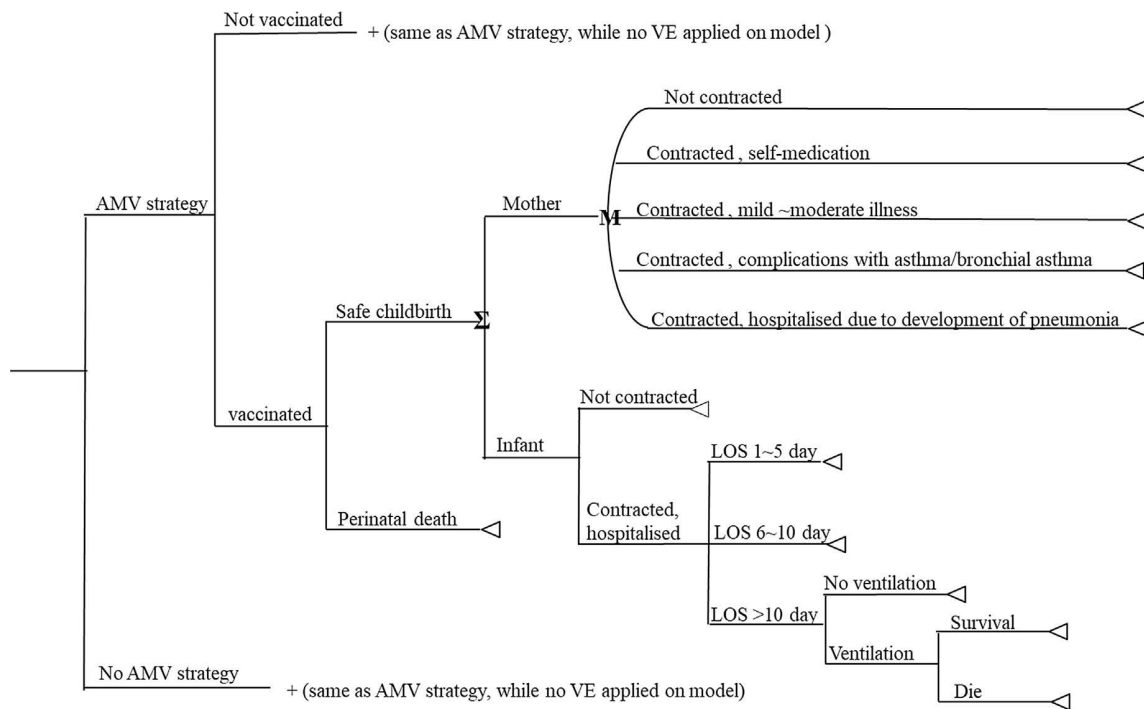 Not vaccinated
+ (same as AMV strategy, while no VE applied on model )
Not contracted
Contracted , self-medication
AMV strategy
Mother
M
Contracted , mild ~moderate illness
Contracted , complications with asthma/bronchial asthma
Safe childbirth
Σ
Contracted, hospitalised due to development of pneumonia
vaccinated
Not contracted
Infant
LOS 1~5 day
Perinatal death
Contracted,
hospitalised
LOS 6~10 day
No ventilation
LOS >10 day
Survival
Ventilation
No AMV strategy
+ (same as AMV strategy, while no VE applied on model)
Die